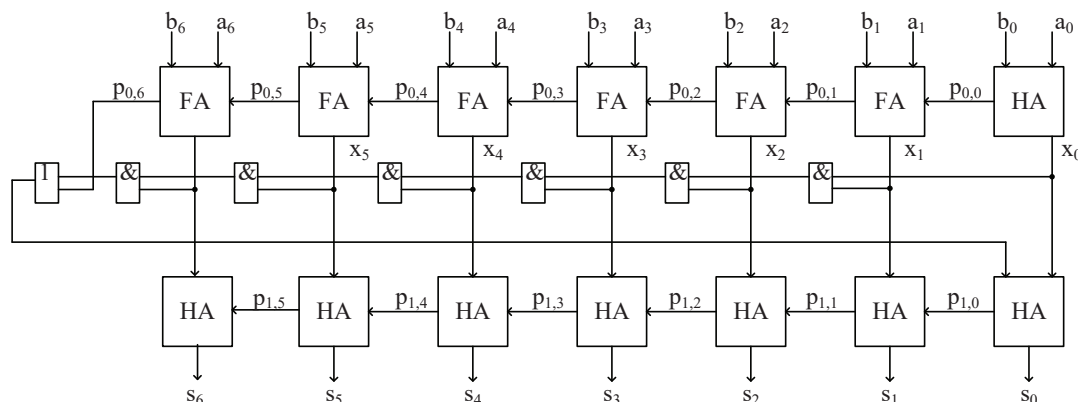 b₆ a₆ b₅ a₅ b₄ a₄ b₃ a₃ b₂ a₂ b₁ a₁ b₀ a₀
p₀,₆ FA p₀,₅ FA p₀,₄ FA p₀,₃ FA p₀,₂ FA p₀,₁ FA p₀,₀ HA
x₅ x₄ x₃ x₂ x₁ x₀
1 & & & & & &
HA p₁,₅ HA p₁,₄ HA p₁,₃ HA p₁,₂ HA p₁,₁ HA p₁,₀ HA
s₆ s₅ s₄ s₃ s₂ s₁ s₀